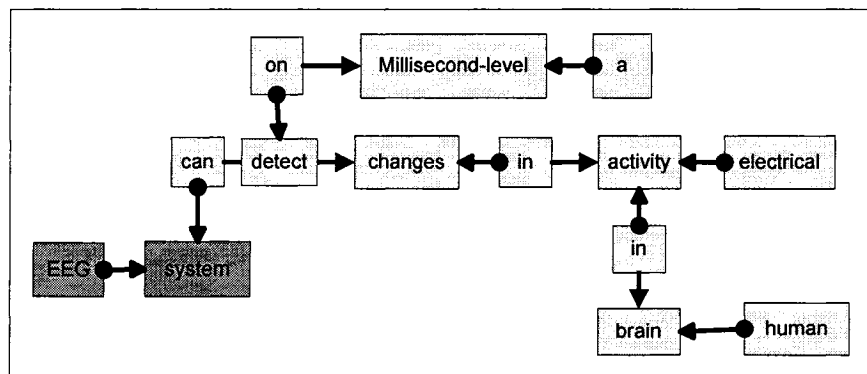 on Millisecond-level a
can detect changes in activity electrical
in
EEG system
brain human